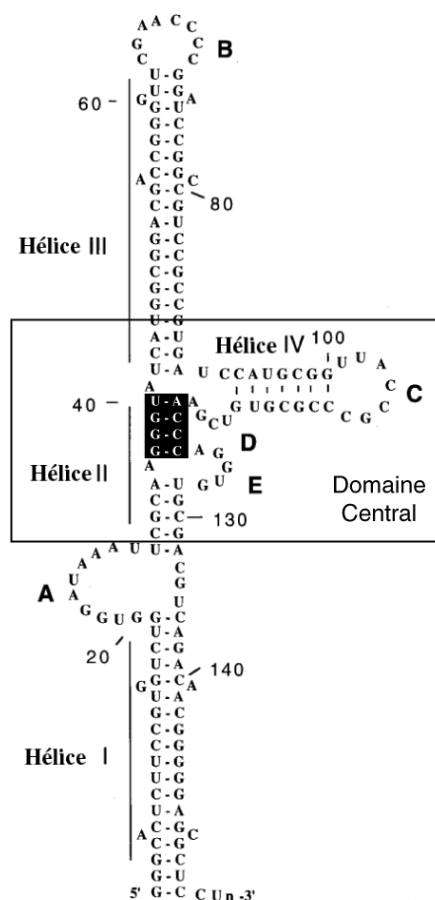 A A C C
G C B
C C
U - G
U - G
60 – G U - U A
G - C
G - C
C - G
C - G
A G - C C
C - G
80
A - U
G - C
G - C
Hélice III
C - G
G - C
G - C
U - G
A - U
Hélice IV 100
C - G
U - A U C C A U G C G G U U A
A C
40 – U - A A G C U G U G C G C C C G C C
G - C
G - C D
G - C A G G
Hélice II A U G E
A - U
C - G
Domaine Central
G - C – 130
U - G
A A A U U A
U C
A A G
G U
G G U G - C
20 U - A
C - G
U - A 140
G G - C A
U - A
G - C
C - G
U - G
Hélice I
U - G
C - G
U - A
A C - G C
C - G
G - C
G - U
5' G - C C U n -3'